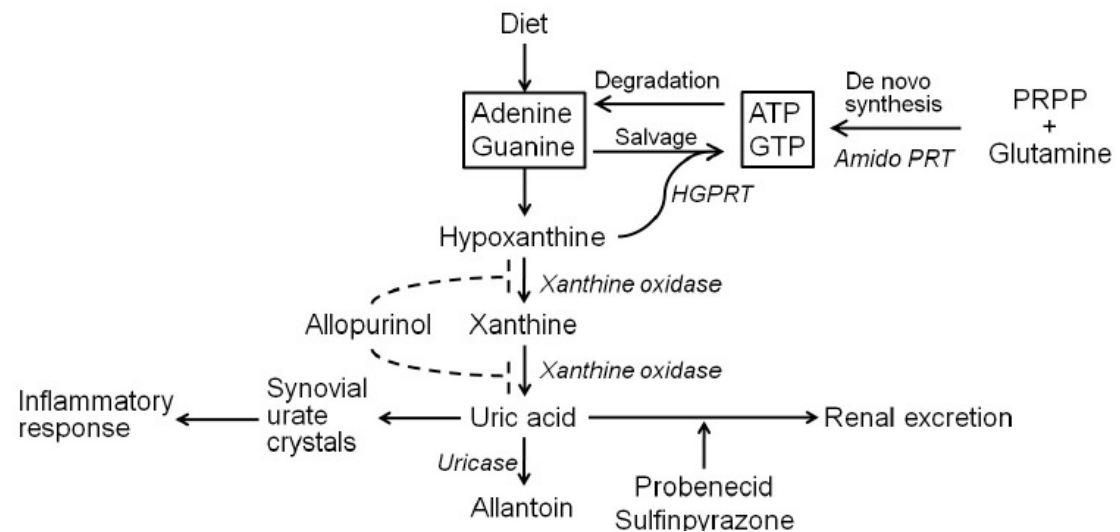 Diet
Degradation
De novo
synthesis
Adenine
Guanine
Salvage
ATP
GTP
PRPP
+
Glutamine
Amido PRT
HGPRT
Hypoxanthine
Xanthine oxidase
Allopurinol
Xanthine
Xanthine oxidase
Inflammatory
response
Synovial
urate
crystals
Uric acid
Renal excretion
Uricase
Allantoin
Probenecid
Sulfinpyrazone